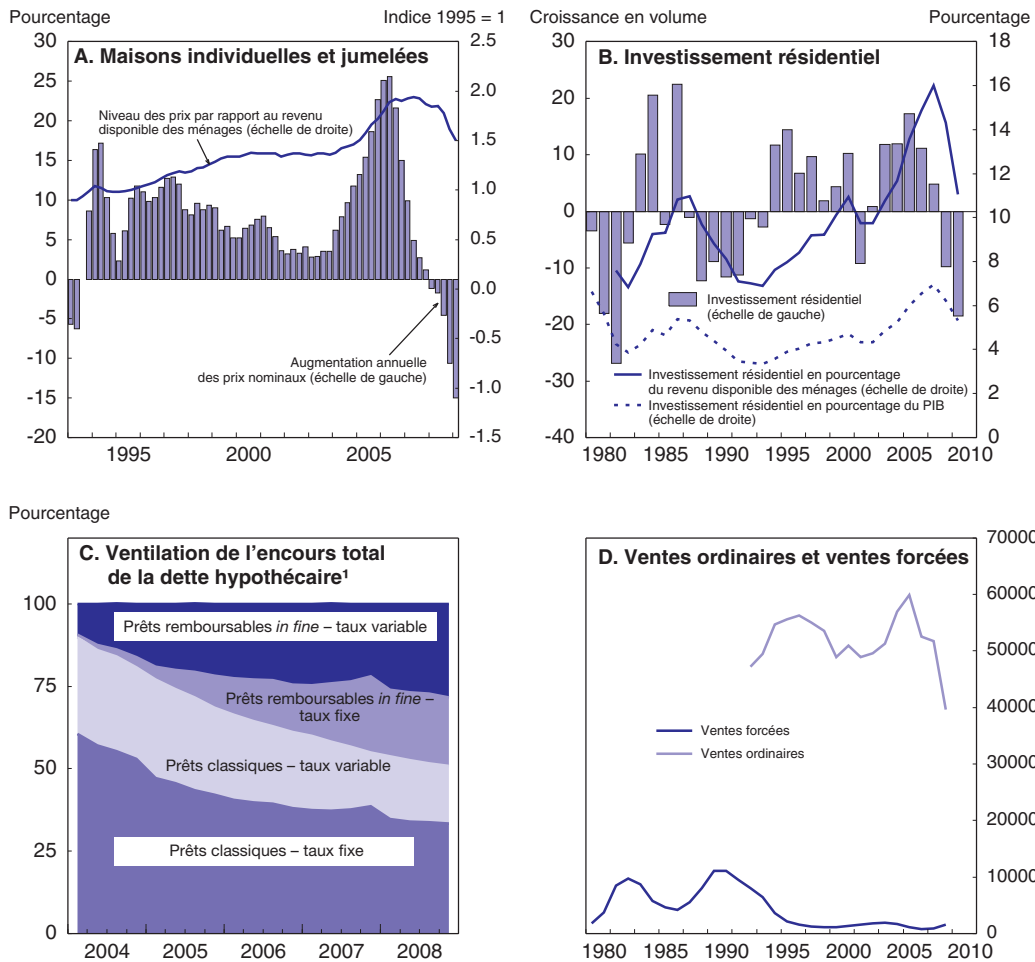 Pourcentage
Indice 1995 = 1
30
25
20
15
10
5
0
-5
-10
-15
-20
2.5
2.0
1.5
1.0
0.5
0.0
-0.5
-1.0
-1.5
A. Maisons individuelles et jumelées
Niveau des prix par rapport au revenu
disponible des ménages (échelle de droite)
Augmentation annuelle
des prix nominaux (échelle de gauche)
1995
2000
2005
Croissance en volume
Pourcentage
30
20
10
0
-10
-20
-30
-40
18
16
14
12
10
8
6
4
2
0
B. Investissement résidentiel
Investissement résidentiel
(échelle de gauche)
Investissement résidentiel en pourcentage
du revenu disponible des ménages (échelle de droite)
Investissement résidentiel en pourcentage du PIB
(échelle de droite)
1980
1985
1990
1995
2000
2005
2010
Pourcentage
100
75
50
25
0
C. Ventilation de l’encours total
de la dette hypothécaire¹
Prêts remboursables in fine – taux variable
Prêts remboursables in fine –
taux fixe
Prêts classiques – taux variable
Prêts classiques – taux fixe
2004
2005
2006
2007
2008
D. Ventes ordinaires et ventes forcées
70000
60000
50000
40000
30000
20000
10000
0
Ventes forcées
Ventes ordinaires
1980
1985
1990
1995
2000
2005
2010